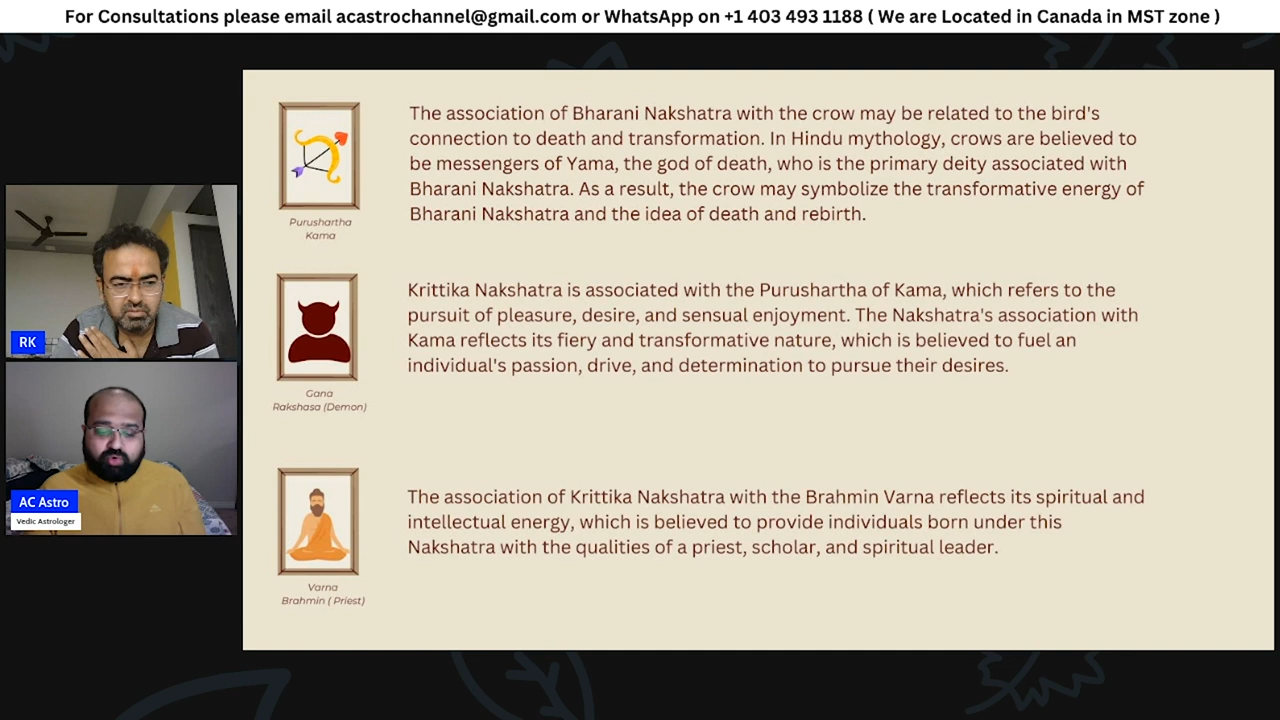 For Consultations please email acastrochannel@gmail.com or WhatsApp on +1 403 493 1188 ( We are Located in Canada in MST zone )
The association of Bharani Nakshatra with the crow may be related to the bird's
connection to death and transformation. In Hindu mythology, crows are believed to
be messengers of Yama, the god of death, who is the primary deity associated with
Bharani Nakshatra. As a result, the crow may symbolize the transformative energy of
Bharani Nakshatra and the idea of death and rebirth.
Purushartha
Kama
Krittika Nakshatra is associated with the Purushartha of Kama, which refers to the
pursuit of pleasure, desire, and sensual enjoyment. The Nakshatra's association with
Kama reflects its fiery and transformative nature, which is believed to fuel an
individual's passion, drive, and determination to pursue their desires.
Gana
Rakshasa (Demon)
The association of Krittika Nakshatra with the Brahmin Varna reflects its spiritual and
intellectual energy, which is believed to provide individuals born under this
Nakshatra with the qualities of a priest, scholar, and spiritual leader.
Varna
Brahmin ( Priest)
RK
AC Astro
Vedic Astrologer